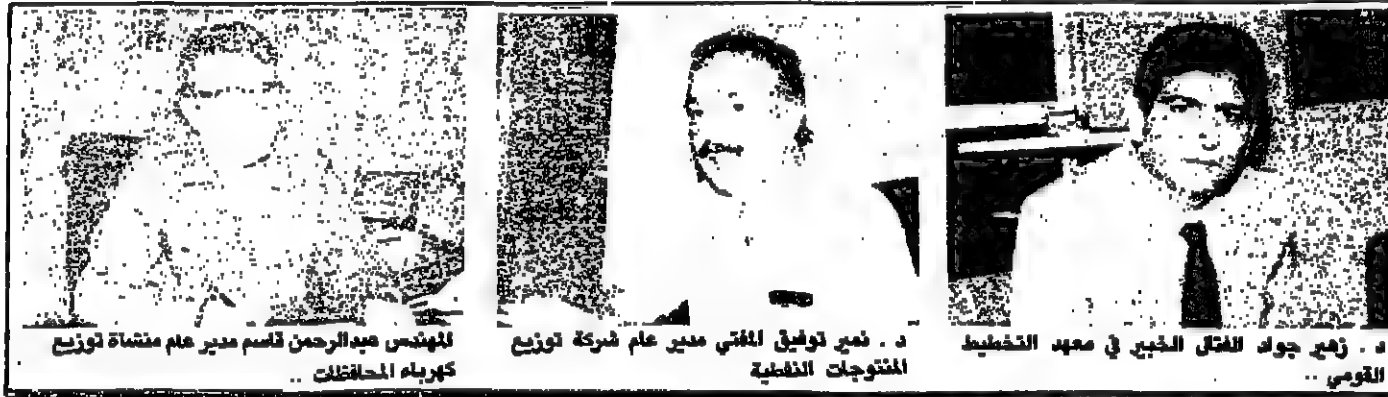 د . زهير جواد الفتال الخبير في معهد التخطيط
القومي ..
د . نمير توفيق المفتي مدير عام شركة توزيع
المنتوجات النفطية
المهندس عبدالرحمن قاسم مدير عام منشاة توزيع
كهرباء المحافظات ..